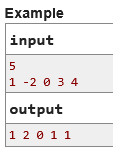 Example
input
5
1 -2 0 3 4
output
1 2 0 1 1